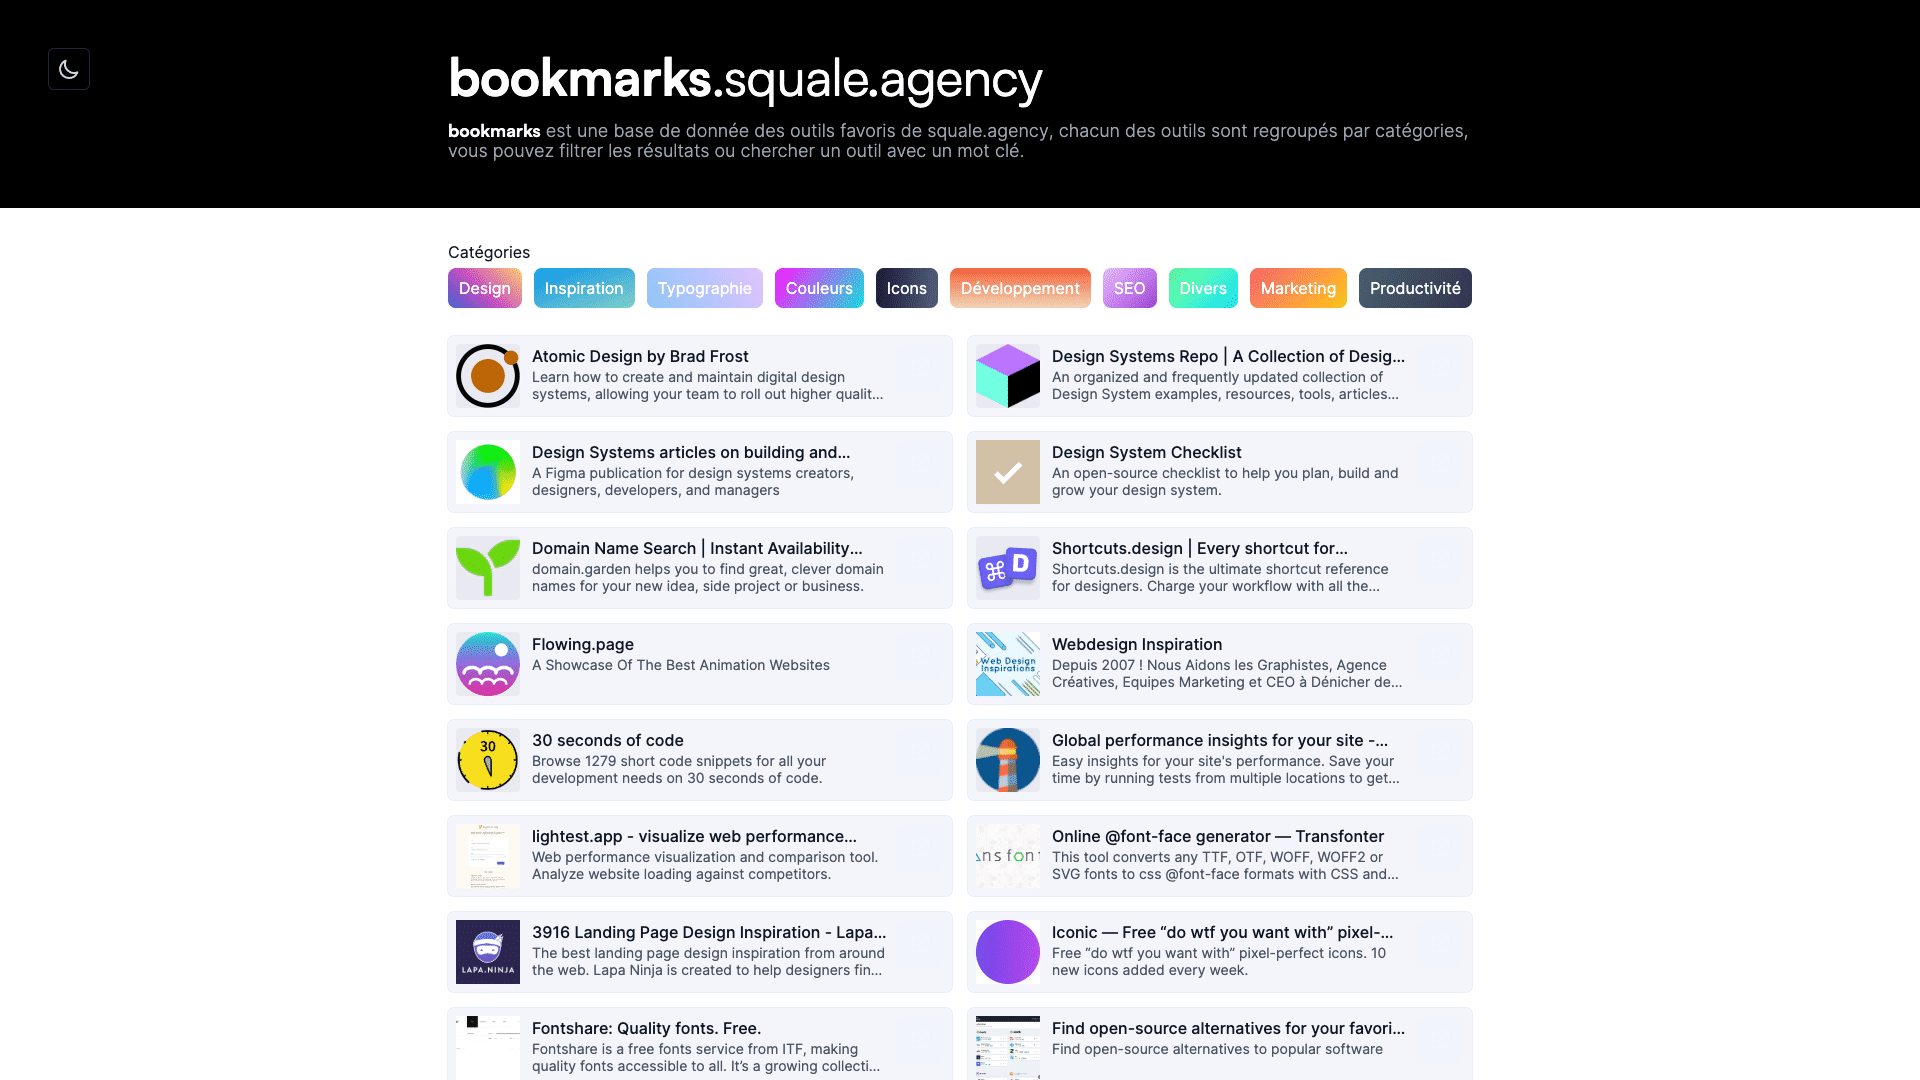 bookmarks.squale.agency
bookmarks est une base de donnée des outils favoris de squale.agency, chacun des outils sont regroupés par catégories,
vous pouvez filtrer les résultats ou chercher un outil avec un mot clé.
Catégories
Design Inspiration Typographie Couleurs Icons Développement SEO Divers Marketing Productivité
Atomic Design by Brad Frost
Learn how to create and maintain digital design
systems, allowing your team to roll out higher qualit...
Design Systems Repo | A Collection of Desig...
An organized and frequently updated collection of
Design System examples, resources, tools, articles...
Design Systems articles on building and...
A Figma publication for design systems creators,
designers, developers, and managers
Design System Checklist
An open-source checklist to help you plan, build and
grow your design system.
Domain Name Search | Instant Availability...
domain.garden helps you to find great, clever domain
names for your new idea, side project or business.
D
Shortcuts.design | Every shortcut for...
Shortcuts.design is the ultimate shortcut reference
for designers. Charge your workflow with all the...
Flowing.page
A Showcase Of The Best Animation Websites
Web Design
Inspirations
Webdesign Inspiration
Depuis 2007 ! Nous Aidons les Graphistes, Agence
Créatives, Equipes Marketing et CEO à Dénicher de...
30
30 seconds of code
Browse 1279 short code snippets for all your
development needs on 30 seconds of code.
Global performance insights for your site -...
Easy insights for your site's performance. Save your
time by running tests from multiple locations to get...
lightest.app - visualize web performance...
Web performance visualization and comparison tool.
Analyze website loading against competitors.
ans font
Online @font-face generator — Transfonter
This tool converts any TTF, OTF, WOFF, WOFF2 or
SVG fonts to css @font-face formats with CSS and...
LAPA.NINJA
3916 Landing Page Design Inspiration - Lapa...
The best landing page design inspiration from around
the web. Lapa Ninja is created to help designers fin...
Iconic — Free “do wtf you want with” pixel-...
Free “do wtf you want with” pixel-perfect icons. 10
new icons added every week.
Fontshare: Quality fonts. Free.
Fontshare is a free fonts service from ITF, making
quality fonts accessible to all. It’s a growing collecti...
Find open-source alternatives for your favori...
Find open-source alternatives to popular software